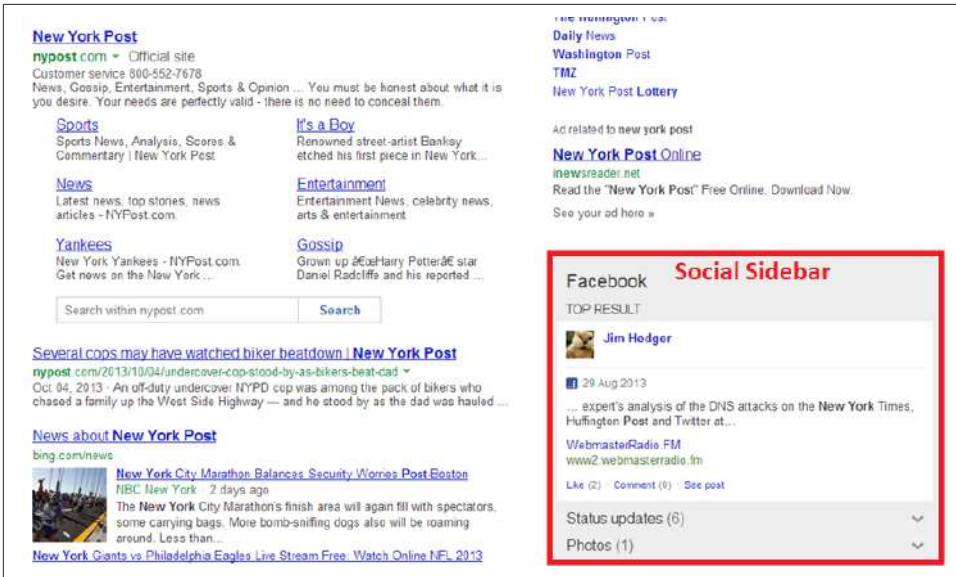 New York Post
nypost.com Official site
Customer service 800-552-7678
News, Gossip, Entertainment, Sports & Opinion ... You must be honest about what it is
you desire. Your needs are perfectly valid - there is no need to conceal them.
Sports
Sports News, Analysis, Scores &
Commentary | New York Post
It's a Boy
Renowned street-artist Banksy
etched his first piece in New York...
News
Latest news, top stories, news
articles - NYPost.com.
Entertainment
Entertainment News, celebrity news,
arts & entertainment
Yankees
New York Yankees - NYPost.com.
Get news on the New York ...
Gossip
Grown up “Harry Potterâ€ star
Daniel Radcliffe and his reported ...
Search within nypost.com
Search
Several cops may have watched biker beatdown | New York Post
nypost.com/2013/10/04/undercover-cop-stood-by-as-bikers-beat-dad
Oct 04, 2013 · An off-duty undercover NYPD cop was among the pack of bikers who
chased a family up the West Side Highway — and he stood by as the dad was hauled ...
News about New York Post
bing.com/news
New York City Marathon Balances Security Worries Post-Boston
NBC New York · 2 days ago
The New York City Marathon's finish area will again fill with spectators,
some carrying bags. More bomb-sniffing dogs also will be roaming
around. Less than...
New York Giants vs Philadelphia Eagles Live Stream Free: Watch Online NFL 2013
The Huffington Post
Daily News
Washington Post
TMZ
New York Post Lottery
Ad related to new york post
New York Post Online
inewsreader.net
Read the "New York Post" Free Online. Download Now.
See your ad here »
Social Sidebar
Facebook
TOP RESULT
Jim Hedger
29 Aug 2013
... expert's analysis of the DNS attacks on the New York Times,
Huffington Post and Twitter at...
WebmasterRadio.FM
www2.webmasterradio.fm
Like (2) · Comment (0) · See post
Status updates (6)
Photos (1)